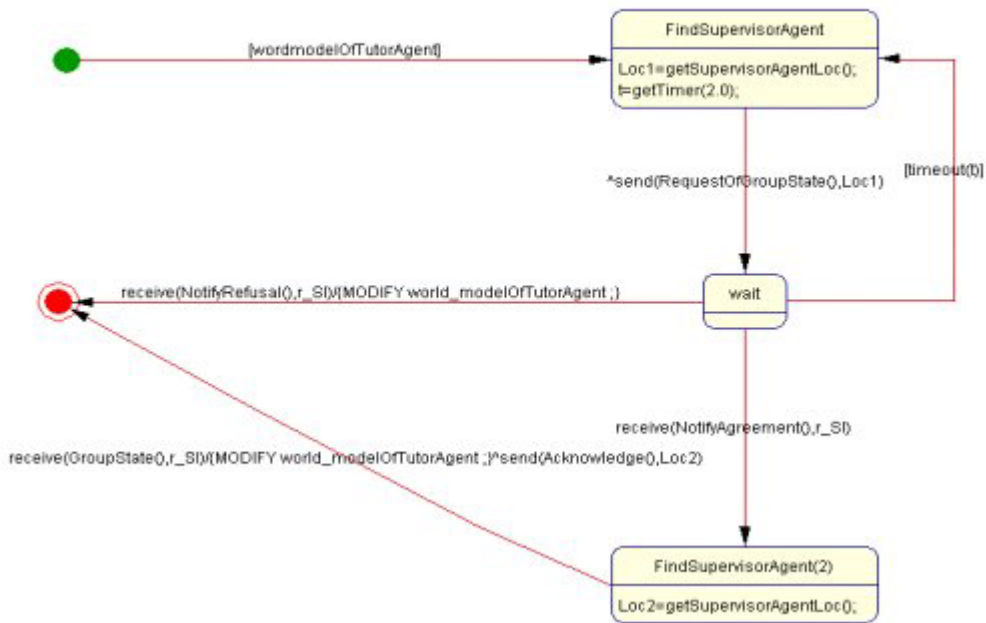 FindSupervisorAgent
[wordmodelOfTutorAgent]
Loc1=getSupervisorAgentLoc();
t=getTimer(2.0);
[timeout(t)]
^send(RequestOfGroupState(),Loc1)
receive(NotifyRefusal(),r_SI)/{MODIFY world_modelOfTutorAgent ;}
wait
receive(NotifyAgreement(),r_SI)
receive(GroupState(),r_SI)/{MODIFY world_modelOfTutorAgent ;}^send(Acknowledge(),Loc2)
FindSupervisorAgent(2)
Loc2=getSupervisorAgentLoc();